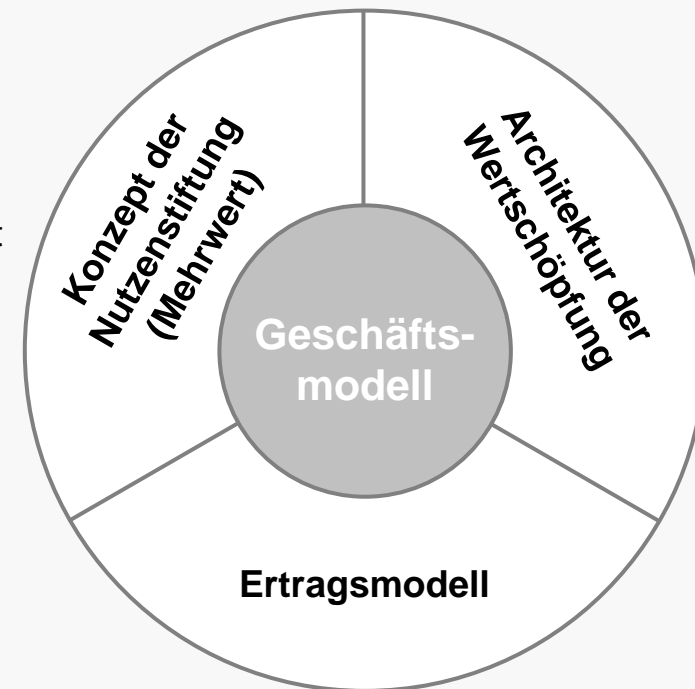 Konzept der
Nutzenstiftung
(Mehrwert)
Architektur der
Wertschöpfung
Geschäfts-
modell
Ertragsmodell